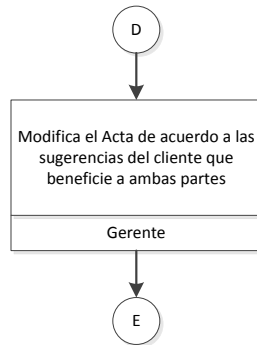 D
Modifica el Acta de acuerdo a las
sugerencias del cliente que
beneficie a ambas partes
Gerente
E